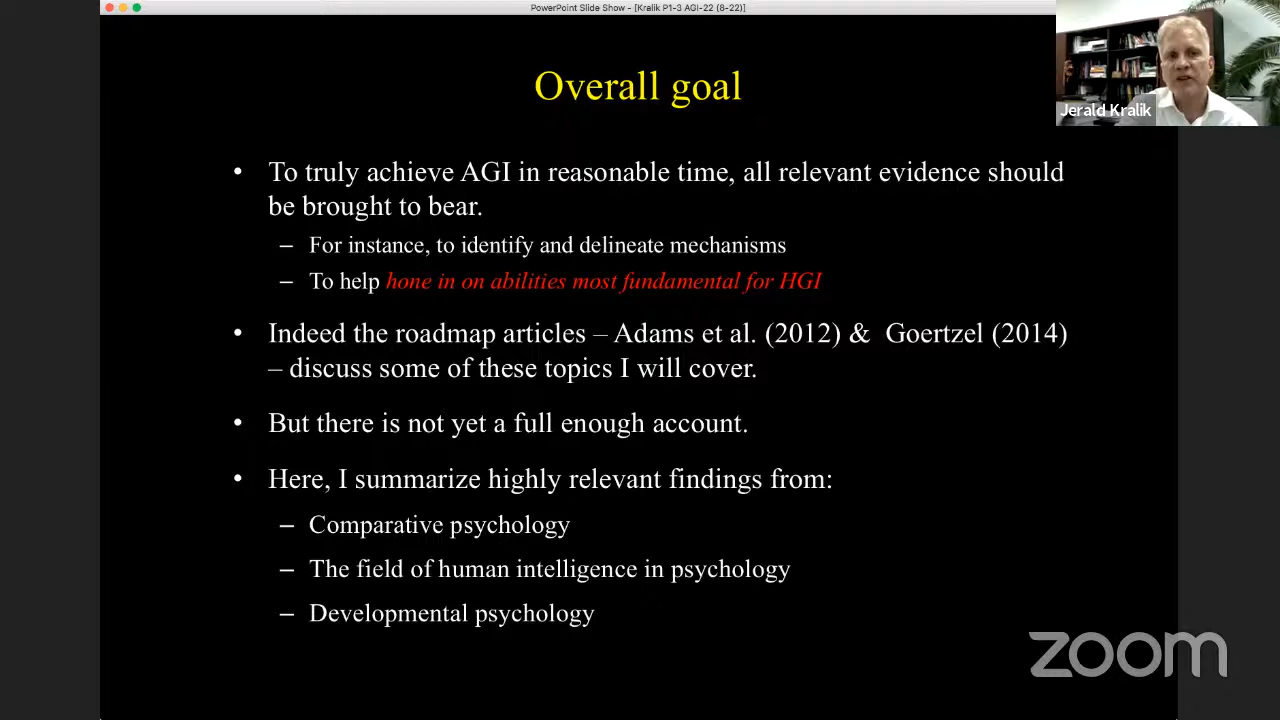 PowerPoint Slide Show - [Kralik P1-3 AGI-22 (8-22)]
Jerald Kralik
Overall goal
• To truly achieve AGI in reasonable time, all relevant evidence should
be brought to bear.
– For instance, to identify and delineate mechanisms
– To help hone in on abilities most fundamental for HGI
• Indeed the roadmap articles – Adams et al. (2012) & Goertzel (2014)
– discuss some of these topics I will cover.
• But there is not yet a full enough account.
• Here, I summarize highly relevant findings from:
– Comparative psychology
– The field of human intelligence in psychology
– Developmental psychology
zoom